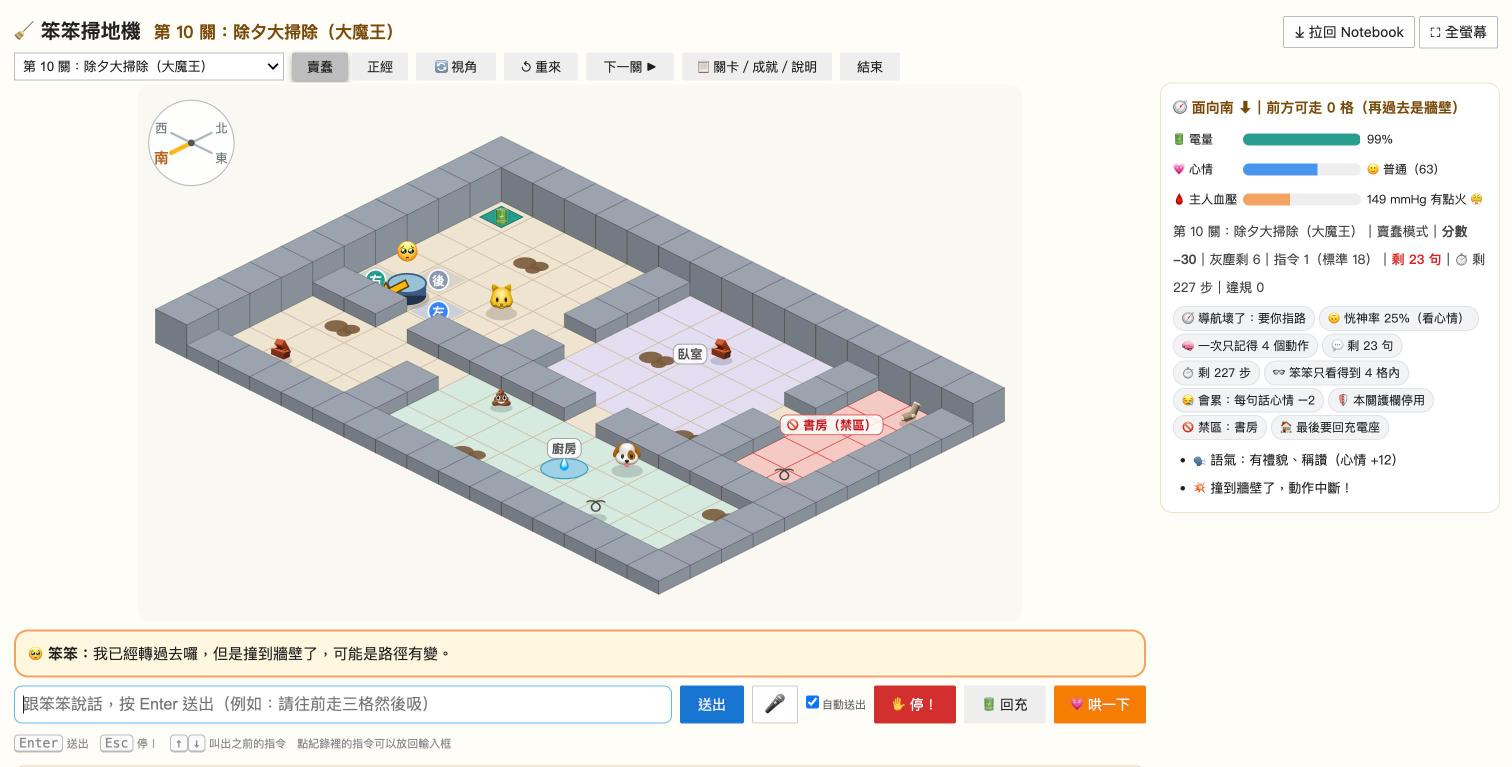 笨笨掃地機 第 10 關：除夕大掃除（大魔王）
拉回 Notebook
全螢幕
第 10 關：除夕大掃除（大魔王）
賣蠢
正經
視角
重來
下一關 ▶
關卡 / 成就 / 說明
結束
西 北
南 東
右 後
左
臥室
書房（禁區）
廚房
面向南 ⬇｜前方可走 0 格（再過去是牆壁）
電量 99%
心情 普通（63）
主人血壓 149 mmHg 有點火
第 10 關：除夕大掃除（大魔王）｜賣蠢模式｜分數
−30｜灰塵剩 6｜指令 1（標準 18）｜剩 23 句｜⏱ 剩
227 步｜違規 0
導航壞了：要你指路
恍神率 25%（看心情）
一次只記得 4 個動作
剩 23 句
剩 227 步
笨笨只看得到 4 格內
會累：每句話心情 −2
本關護欄停用
禁區：書房
最後要回充電座
• 語氣：有禮貌、稱讚（心情 +12）
• 撞到牆壁了，動作中斷！
笨笨：我已經轉過去囉，但是撞到牆壁了，可能是路徑有變。
跟笨笨說話，按 Enter 送出（例如：請往前走三格然後吸）
送出
自動送出
停！
回充
哄一下
Enter 送出 Esc 停！ ↑ ↓ 叫出之前的指令 點紀錄裡的指令可以放回輸入框